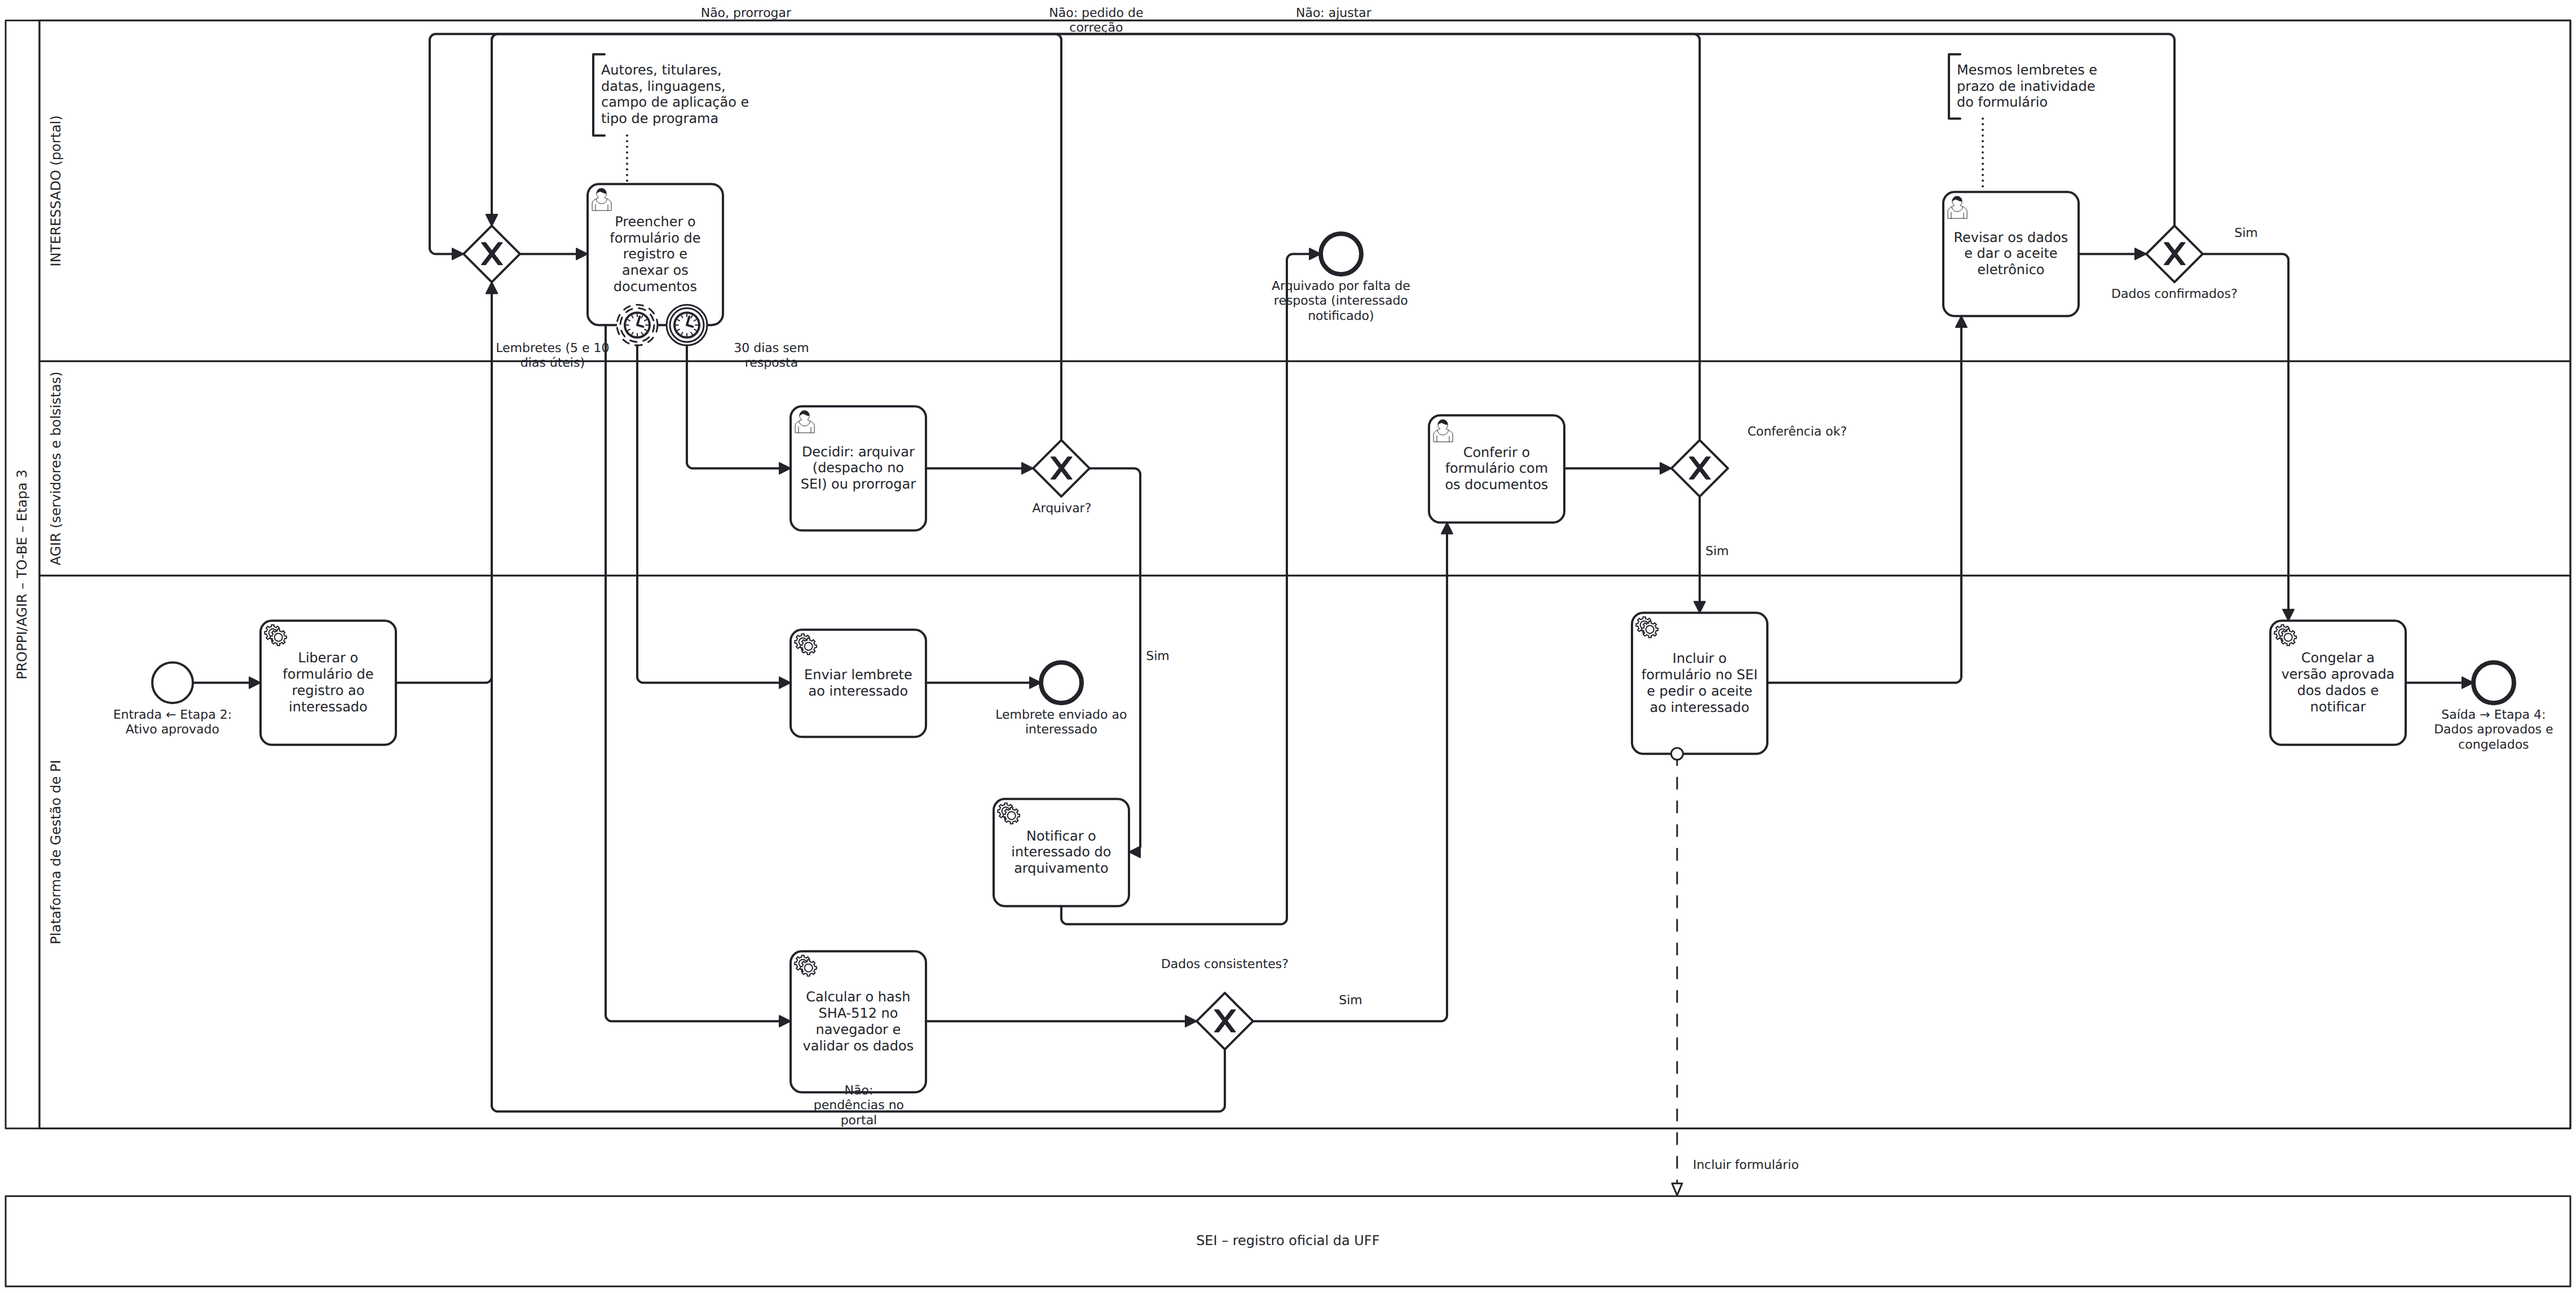 Não, prorrogar
Não: pedido de
correção
Não: ajustar
PROPPI/AGIR – TO-BE – Etapa 3
INTERESSADO (portal)
Autores, titulares,
datas, linguagens,
campo de aplicação e
tipo de programa
Mesmos lembretes e
prazo de inatividade
do formulário
Preencher o
formulário de
registro e
anexar os
documentos
Lembretes (5 e 10
dias úteis)
30 dias sem
resposta
Arquivado por falta de
resposta (interessado
notificado)
Revisar os dados
e dar o aceite
eletrônico
Dados confirmados?
Sim
AGIR (servidores e bolsistas)
Decidir: arquivar
(despacho no
SEI) ou prorrogar
Arquivar?
Conferir o
formulário com
os documentos
Conferência ok?
Sim
Plataforma de Gestão de PI
Entrada ← Etapa 2:
Ativo aprovado
Liberar o
formulário de
registro ao
interessado
Enviar lembrete
ao interessado
Lembrete enviado ao
interessado
Sim
Notificar o
interessado do
arquivamento
Calcular o hash
SHA-512 no
navegador e
validar os dados
Dados consistentes?
Sim
Não:
pendências no
portal
Incluir o
formulário no SEI
e pedir o aceite
ao interessado
Congelar a
versão aprovada
dos dados e
notificar
Saída → Etapa 4:
Dados aprovados e
congelados
Incluir formulário
SEI – registro oficial da UFF